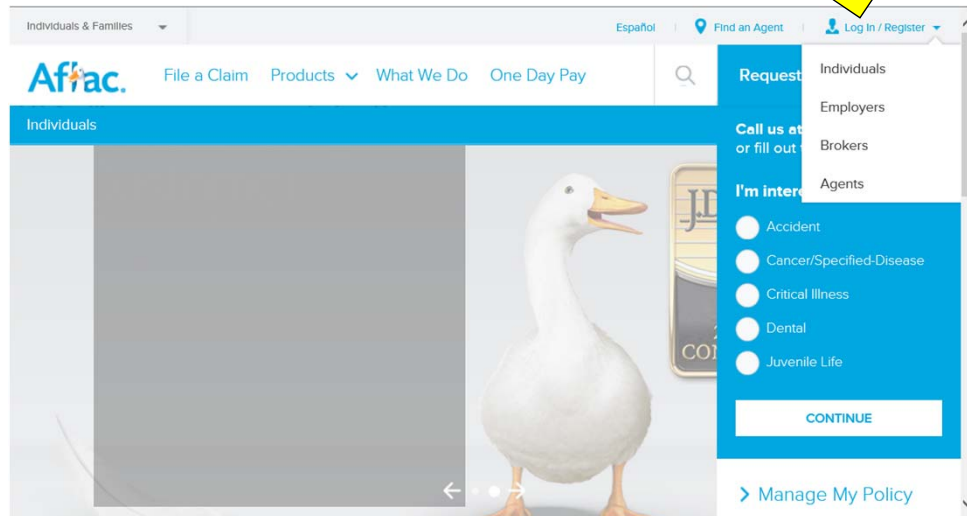 Individuals & Families
Español
Find an Agent
Log In / Register
Individuals
Employers
Brokers
Agents
Aflac.
File a Claim
Products
What We Do
One Day Pay
Request
Individuals
Call us at
or fill out
I'm intere
Accident
Cancer/Specified-Disease
Critical Illness
Dental
Juvenile Life
CONTINUE
Manage My Policy
J.D
CON